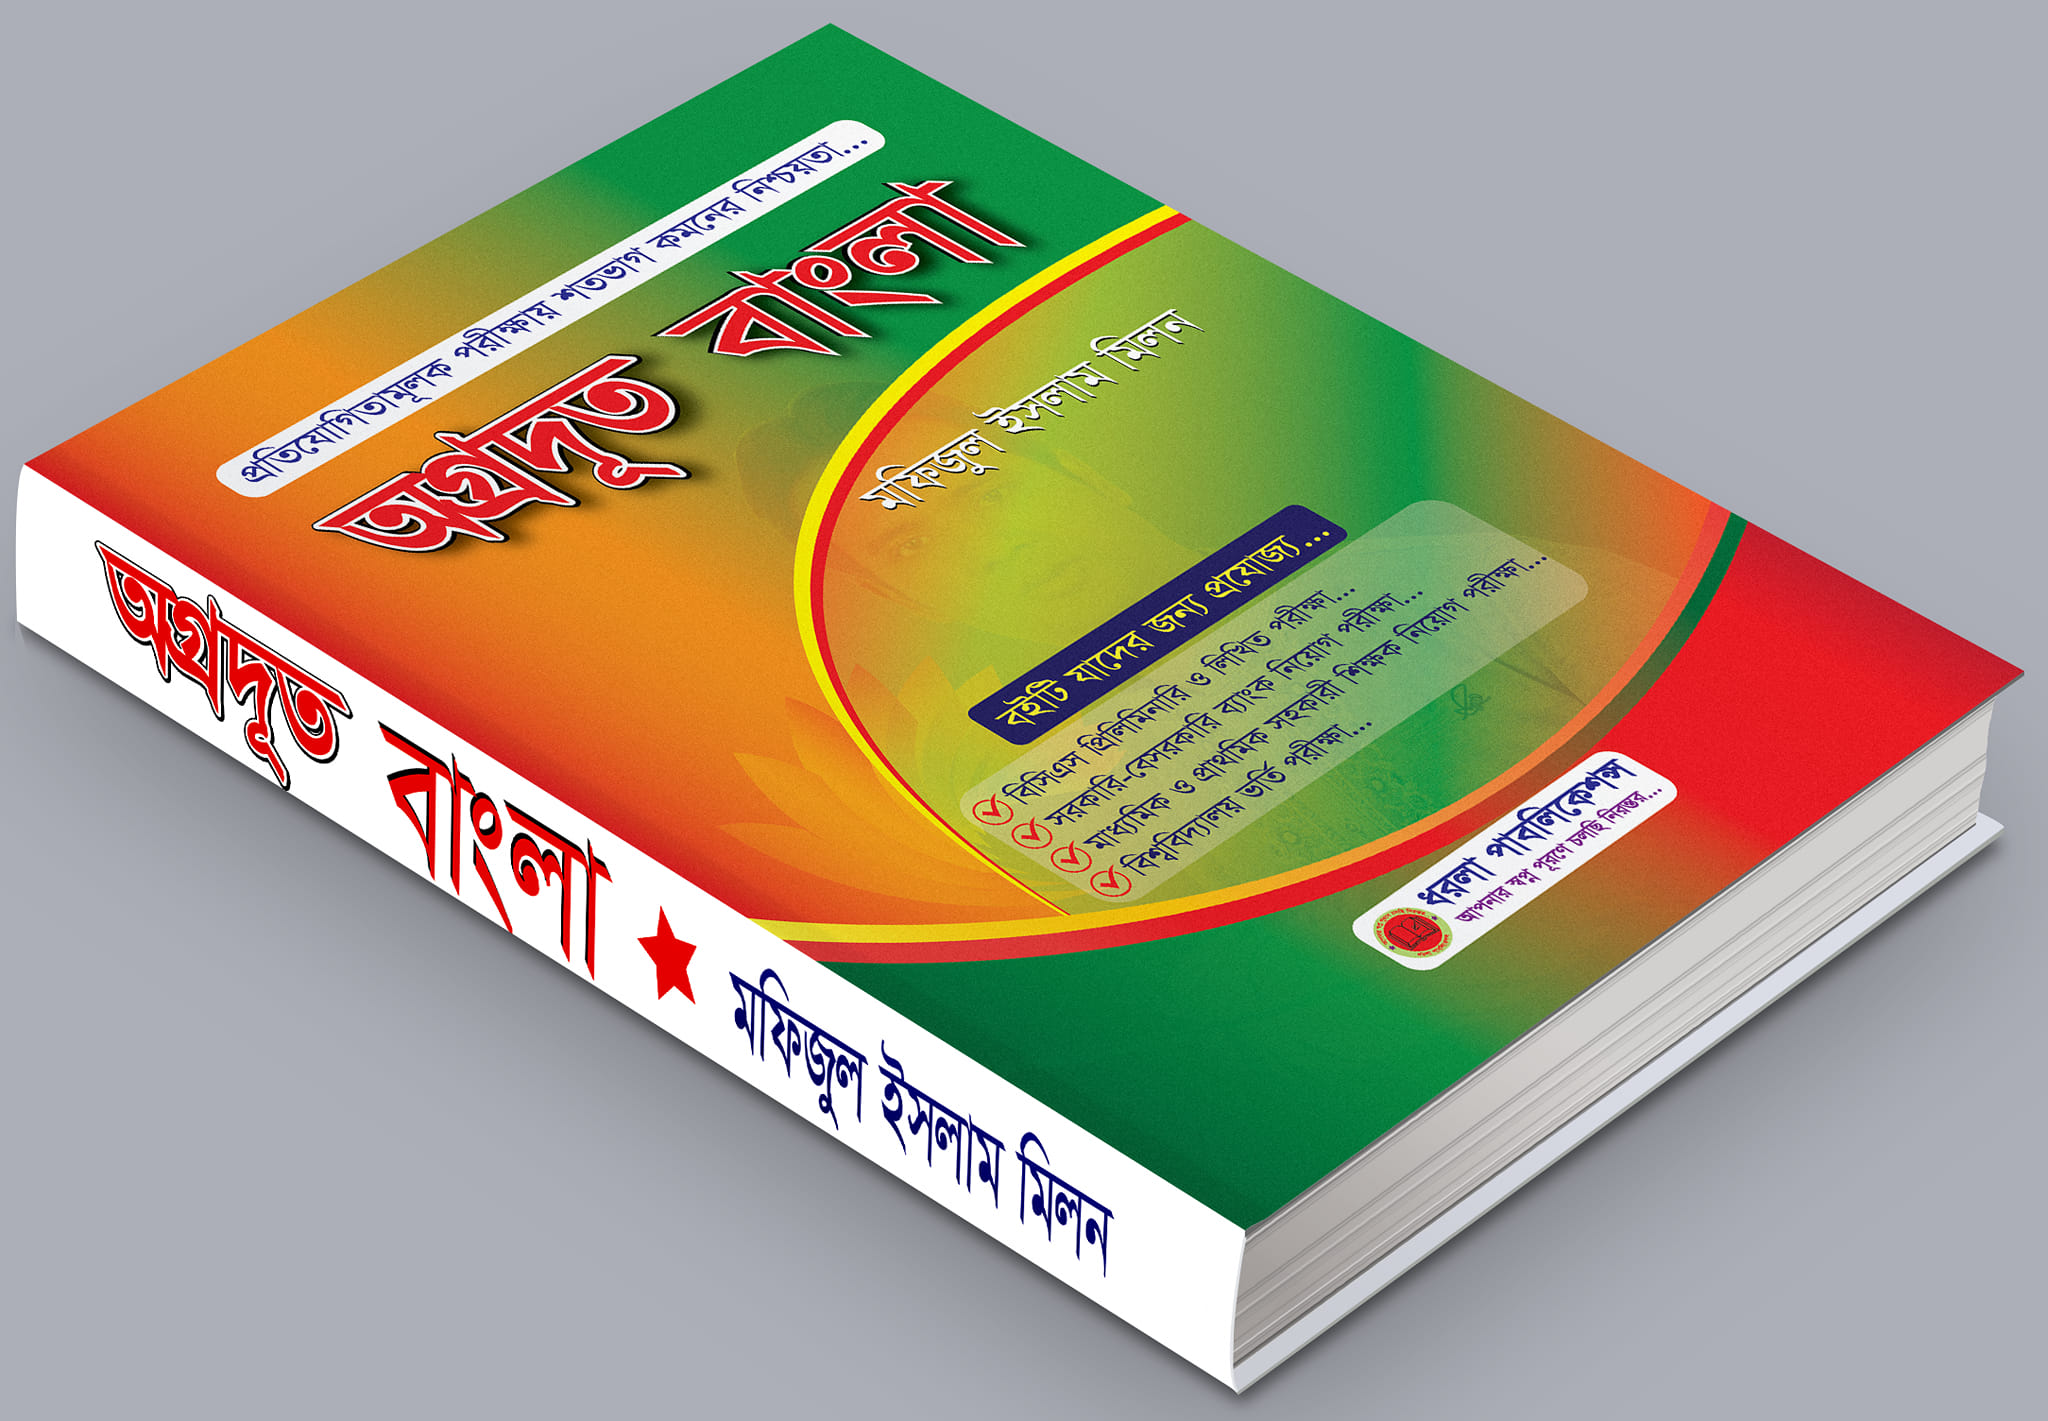 প্রতিযোগিতামূলক পরীক্ষায় শতভাগ কমনের নিশ্চয়তা...
অগ্রদূত বাংলা
মফিজুল ইসলাম মিলন
বইটি যাদের জন্য প্রযোজ্য...
বিসিএস প্রিলিমিনারি ও লিখিত পরীক্ষা...
সরকারি-বেসরকারি ব্যাংক নিয়োগ পরীক্ষা...
মাধ্যমিক ও প্রাথমিক সহকারী শিক্ষক নিয়োগ পরীক্ষা...
বিশ্ববিদ্যালয় ভর্তি পরীক্ষা...
ধরলা পাবলিকেশন্স
আপনার স্বপ্ন পূরণে চলছি নিরন্তর...
অগ্রদূত বাংলা ★ মফিজুল ইসলাম মিলন